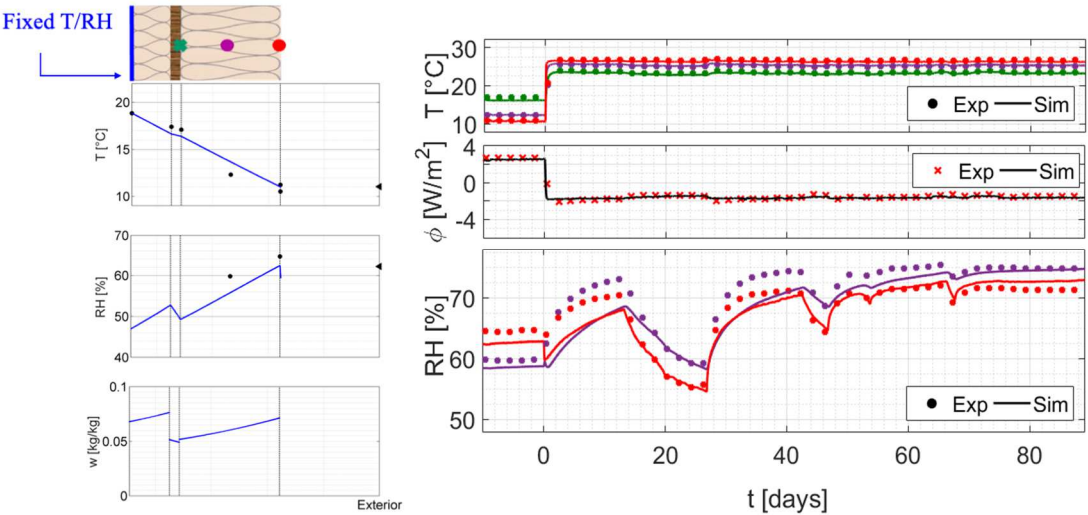 Fixed T/RH
T [°C]
20
15
10
RH [%]
70
60
50
40
w [kg/kg]
0.1
0.05
0
Exterior
T [°C]
30
20
10
Exp Sim
ϕ [W/m²]
4
0
-4
Exp Sim
RH [%]
70
60
50
Exp Sim
0 20 40 60 80
t [days]